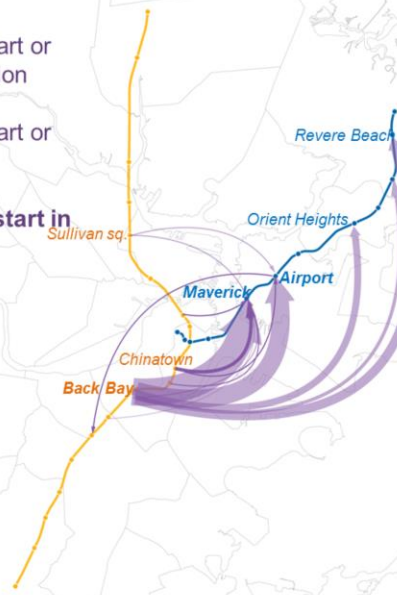 art or
on
art or
start in
Revere Beach
Orient Heights
Sullivan sq.
Airport
Maverick
Chinatown
Back Bay